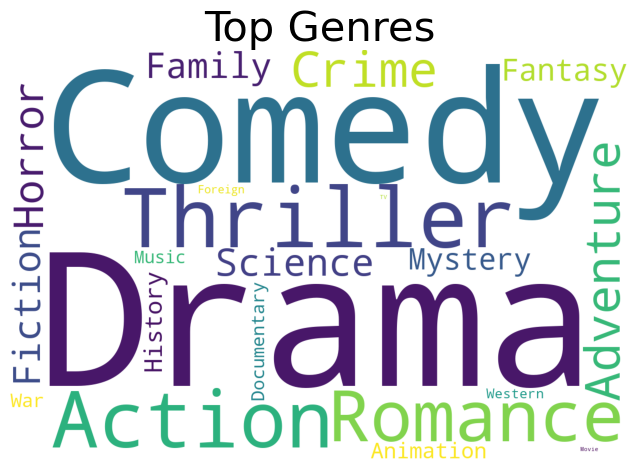 Top Genres
Family
Crime
Fantasy
Comedy
Horror
Foreign
TV
Thriller
Adventure
Music
Science
Mystery
Fiction
Drama
History
Documentary
War
Action
Romance
Western
Animation
Movie